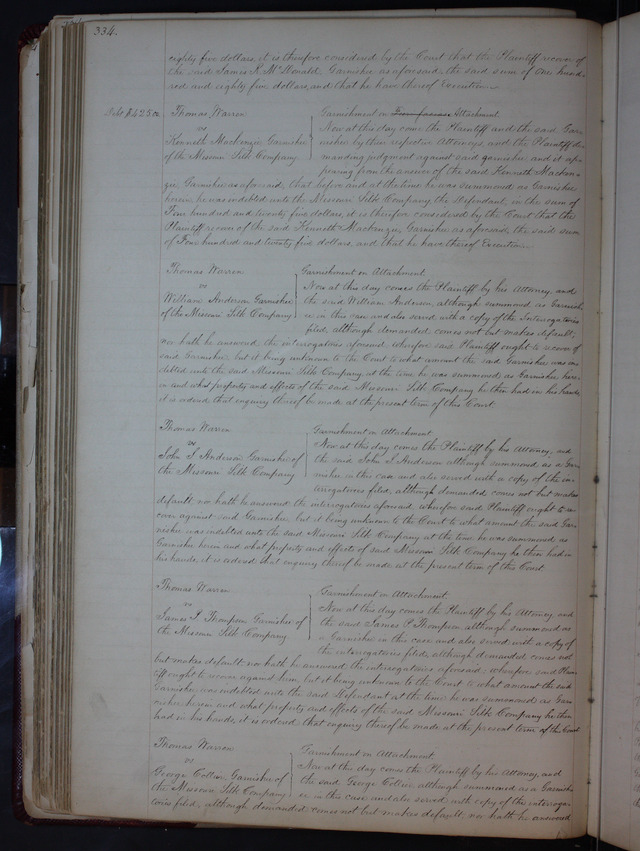 334.
eighty five dollars, it is therefore considered by the Court that the Plaintiff recover of
the said James S. McDonald, Garnishee, as aforesaid, the said sum of One hund-
red and eighty five dollars, and that he have thereof Execution.
Debt $425.00
Thomas Warren
vs
Kenneth Mackenzie Garnishee
of the Missouri Silk Company
Garnishment on Attachment
Now at this day come the Plaintiff and the said Gar-
nishee by their respective Attorneys, and the Plaintiff de-
manding judgment against said garnishee, and it ap-
pearing from the answer of the said Kenneth Macken-
zie, Garnishee as aforesaid, that before and at the time he was summoned as Garnishee
herein, he was indebted unto the Missouri Silk Company, the Defendant, in the sum of
Four hundred and twenty five dollars, it is therefore considered by the Court that the
Plaintiff recover of the said Kenneth Mackenzie, Garnishee as aforesaid, the said sum
of Four hundred and twenty five dollars, and that he have thereof Execution.
Thomas Warren
vs
William Anderson Garnishee
of the Missouri Silk Company
Garnishment on Attachment
Now at this day comes the Plaintiff by his Attorney, and
the said William Anderson, although summoned as Garnish-
ee in this case and also served with a copy of the Interrogatories
filed, although demanded, comes not but makes default,
nor hath he answered the interrogatories aforesaid wherefore said Plaintiff ought to recover of
said Garnishee, but it being unknown to the Court to what amount the said Garnishee was in-
debted unto the said Missouri Silk Company at the time he was summoned as Garnishee here-
in and what property and effects of the said Missouri Silk Company he then had in his hands,
it is ordered that enquiry thereof be made at the present term of this Court.
Thomas Warren
vs
John S. Anderson Garnishee of
the Missouri Silk Company
Garnishment on Attachment
Now at this day comes the Plaintiff by his Attorney, and
the said John S. Anderson although summoned as a Gar-
nishee in this case and also served with a copy of the in-
terrogatories filed, although demanded comes not but makes
default, nor hath he answered the interrogatories aforesaid, wherefore said Plaintiff ought to re-
cover against said Garnishee, but it being unknown to the Court to what amount the said Gar-
nishee was indebted unto the said Missouri Silk Company at the time he was summoned as
Garnishee herein and what property and effects of said Missouri Silk Company he then had in
his hands, it is ordered that enquiry thereof be made at the present term of this Court
Thomas Warren
vs
James P. Thompson Garnishee of
the Missouri Silk Company
Garnishment on Attachment.
Now at this day comes the Plaintiff by his Attorney, and
the said James P. Thompson although summoned as
a Garnishee in this case and also served with a copy of
the interrogatories filed, although demanded comes not
but makes default: nor hath he answered the interrogatories aforesaid; wherefore said Plain-
tiff ought to recover against him, but it being unknown to the Court to what amount the said
Garnishee was indebted unto the said Defendant at the time he was summoned as Gar-
nishee herein and what property and effects of the said Missouri Silk Company he then
had in his hands, it is ordered that enquiry thereof be made at the present term of the Court
Thomas Warren
vs
George Collier, Garnishee of
the Missouri Silk Company
Garnishment on Attachment
Now at this day comes the Plaintiff by his Attorney, and
the said George Collier although summoned as a Garnish-
ee in this case and also served with copy of the interroga-
tories filed, although demanded comes not but makes default; nor hath he answered